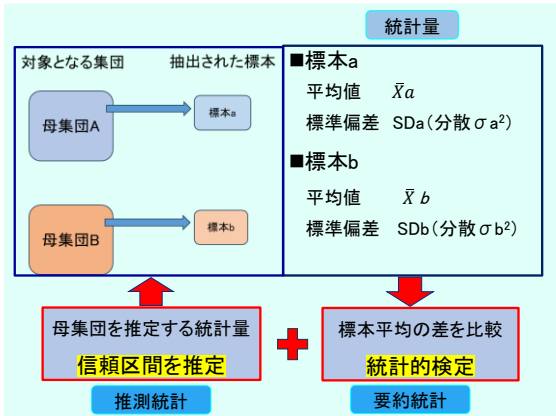 統計量
対象となる集団
抽出された標本
母集団A
標本a
母集団B
標本b
■標本a
平均値 X̄a
標準偏差 SDa(分散σa²)
■標本b
平均値 X̄ b
標準偏差 SDb(分散σb²)
母集団を推定する統計量
信頼区間を推定
推測統計
標本平均の差を比較
統計的検定
要約統計